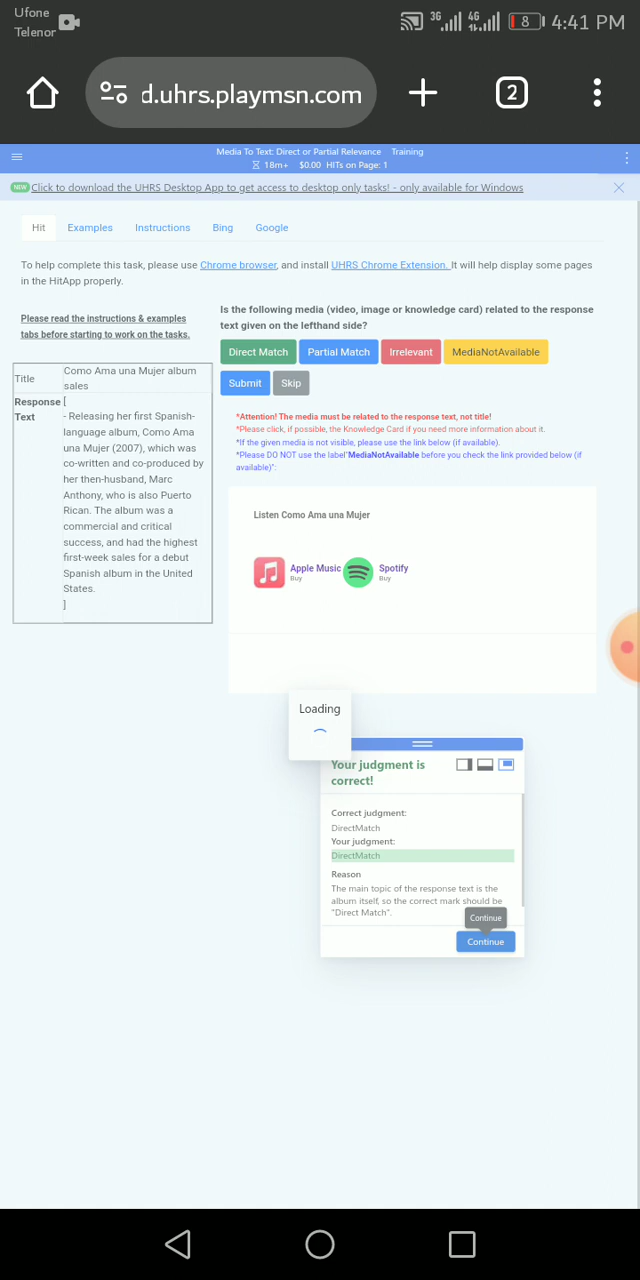 Ufone
Telenor
3G
4G
8
4:41 PM
d.uhrs.playmsn.com
2
Media To Text: Direct or Partial Relevance Training
18m+ $0.00 HITs on Page: 1
NEW Click to download the UHRS Desktop App to get access to desktop only tasks! - only available for Windows
Hit Examples Instructions Bing Google
To help complete this task, please use Chrome browser, and install UHRS Chrome Extension. It will help display some pages
in the HitApp properly.
Please read the instructions & examples
tabs before starting to work on the tasks.
Title
Como Ama una Mujer album
sales
Response
Text
[
- Releasing her first Spanish-
language album, Como Ama
una Mujer (2007), which was
co-written and co-produced by
her then-husband, Marc
Anthony, who is also Puerto
Rican. The album was a
commercial and critical
success, and had the highest
first-week sales for a debut
Spanish album in the United
States.
]
Is the following media (video, image or knowledge card) related to the response
text given on the lefthand side?
Direct Match Partial Match Irrelevant MediaNotAvailable
Submit Skip
*Attention! The media must be related to the response text, not title!
*Please click, if possible, the Knowledge Card if you need more information about it.
*If the given media is not visible, please use the link below (if available).
*Please DO NOT use the label"MediaNotAvailable before you check the link provided below (if
available)":
Listen Como Ama una Mujer
Apple Music
Buy
Spotify
Buy
Loading
Your judgment is
correct!
Correct judgment:
DirectMatch
Your judgment:
DirectMatch
Reason
The main topic of the response text is the
album itself, so the correct mark should be
"Direct Match".
Continue
Continue